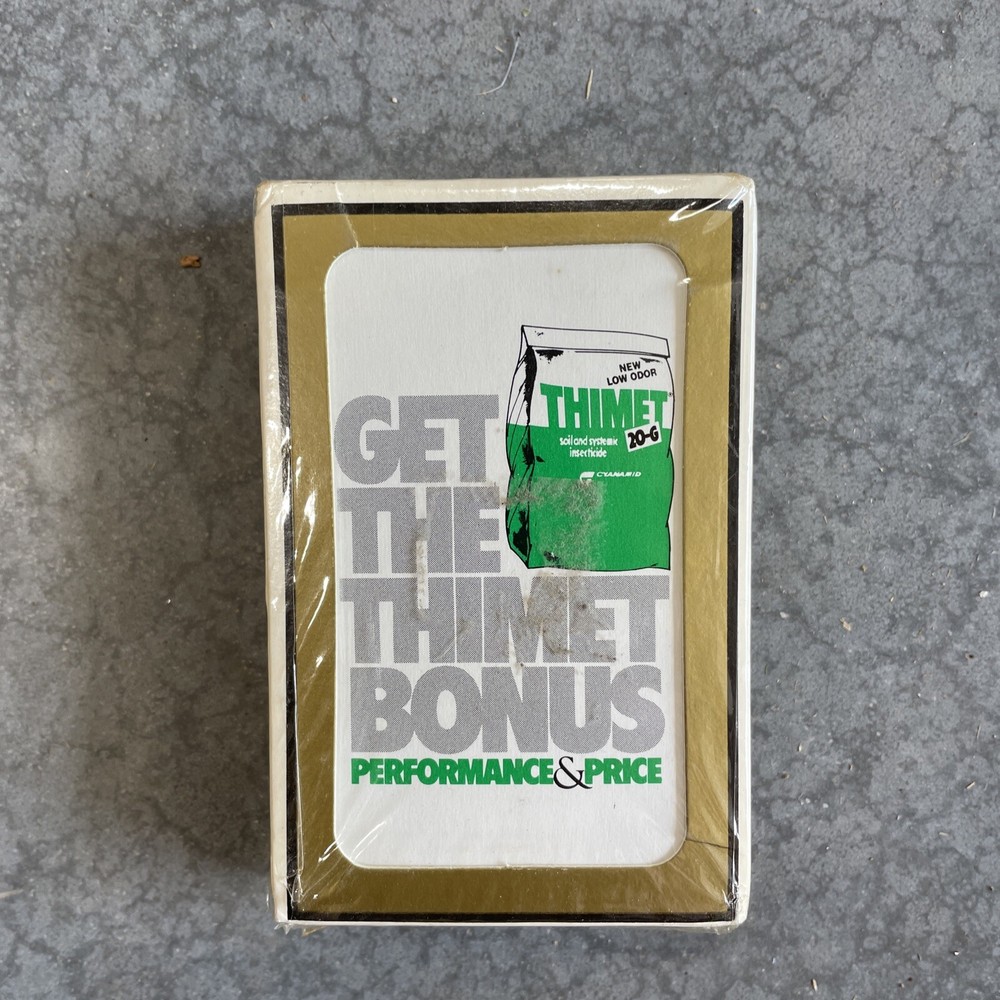 GET
THE
THIMET
BONUS
PERFORMANCE & PRICE
NEW
LOW ODOR
THIMET®
20-G
soil and systemic
insecticide
CYANAMID